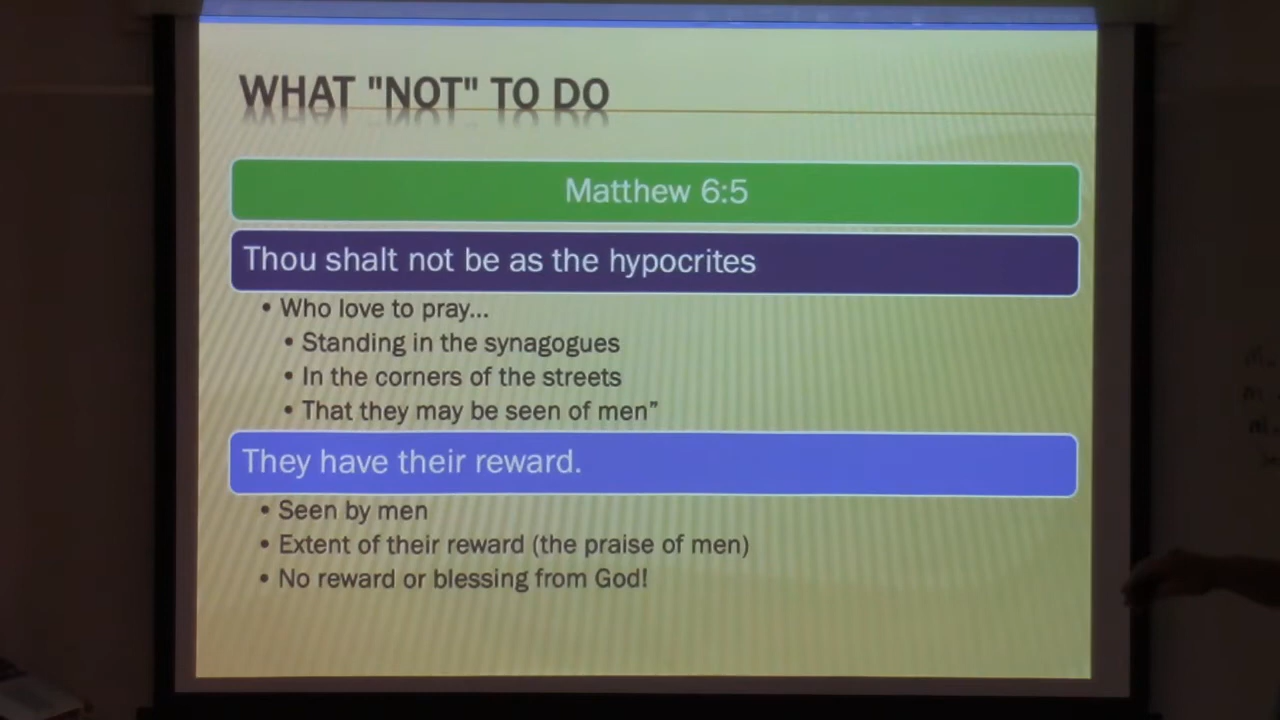 WHAT "NOT" TO DO
Matthew 6:5
Thou shalt not be as the hypocrites
• Who love to pray...
• Standing in the synagogues
• In the corners of the streets
• That they may be seen of men”
They have their reward.
• Seen by men
• Extent of their reward (the praise of men)
• No reward or blessing from God!